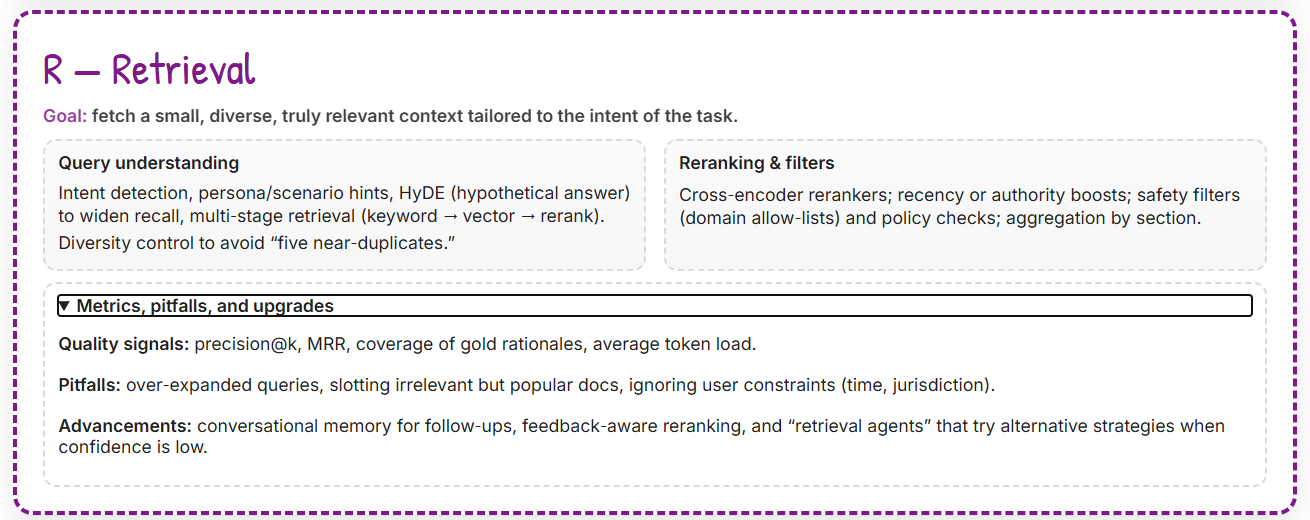 R — Retrieval
Goal: fetch a small, diverse, truly relevant context tailored to the intent of the task.
Query understanding
Intent detection, persona/scenario hints, HyDE (hypothetical answer)
to widen recall, multi-stage retrieval (keyword → vector → rerank).
Diversity control to avoid “five near-duplicates.”
Reranking & filters
Cross-encoder rerankers; recency or authority boosts; safety filters
(domain allow-lists) and policy checks; aggregation by section.
▼ Metrics, pitfalls, and upgrades
Quality signals: precision@k, MRR, coverage of gold rationales, average token load.
Pitfalls: over-expanded queries, slotting irrelevant but popular docs, ignoring user constraints (time, jurisdiction).
Advancements: conversational memory for follow-ups, feedback-aware reranking, and “retrieval agents” that try alternative strategies when
confidence is low.